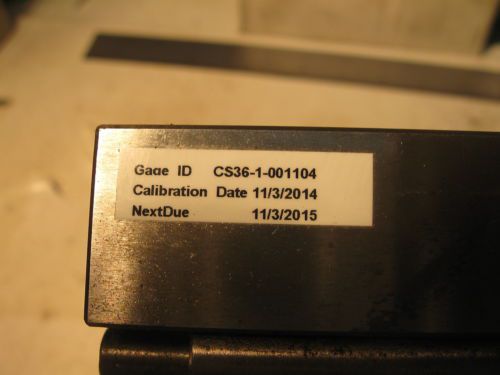 Gage ID CS36-1-001104
Calibration Date 11/3/2014
NextDue 11/3/2015